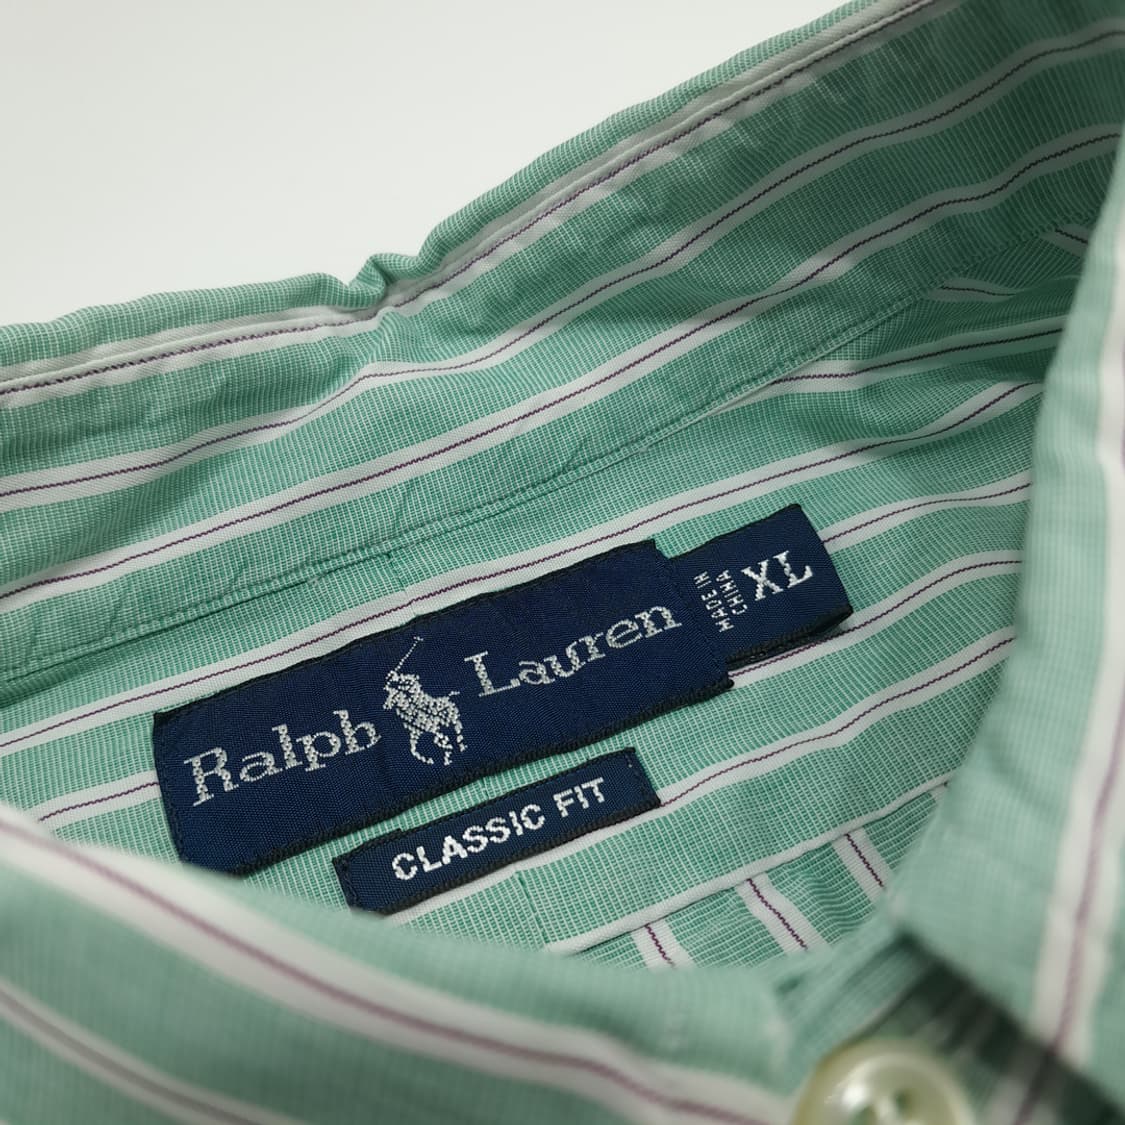 Ralph Lauren
MADE IN
CHINA
XL
CLASSIC FIT